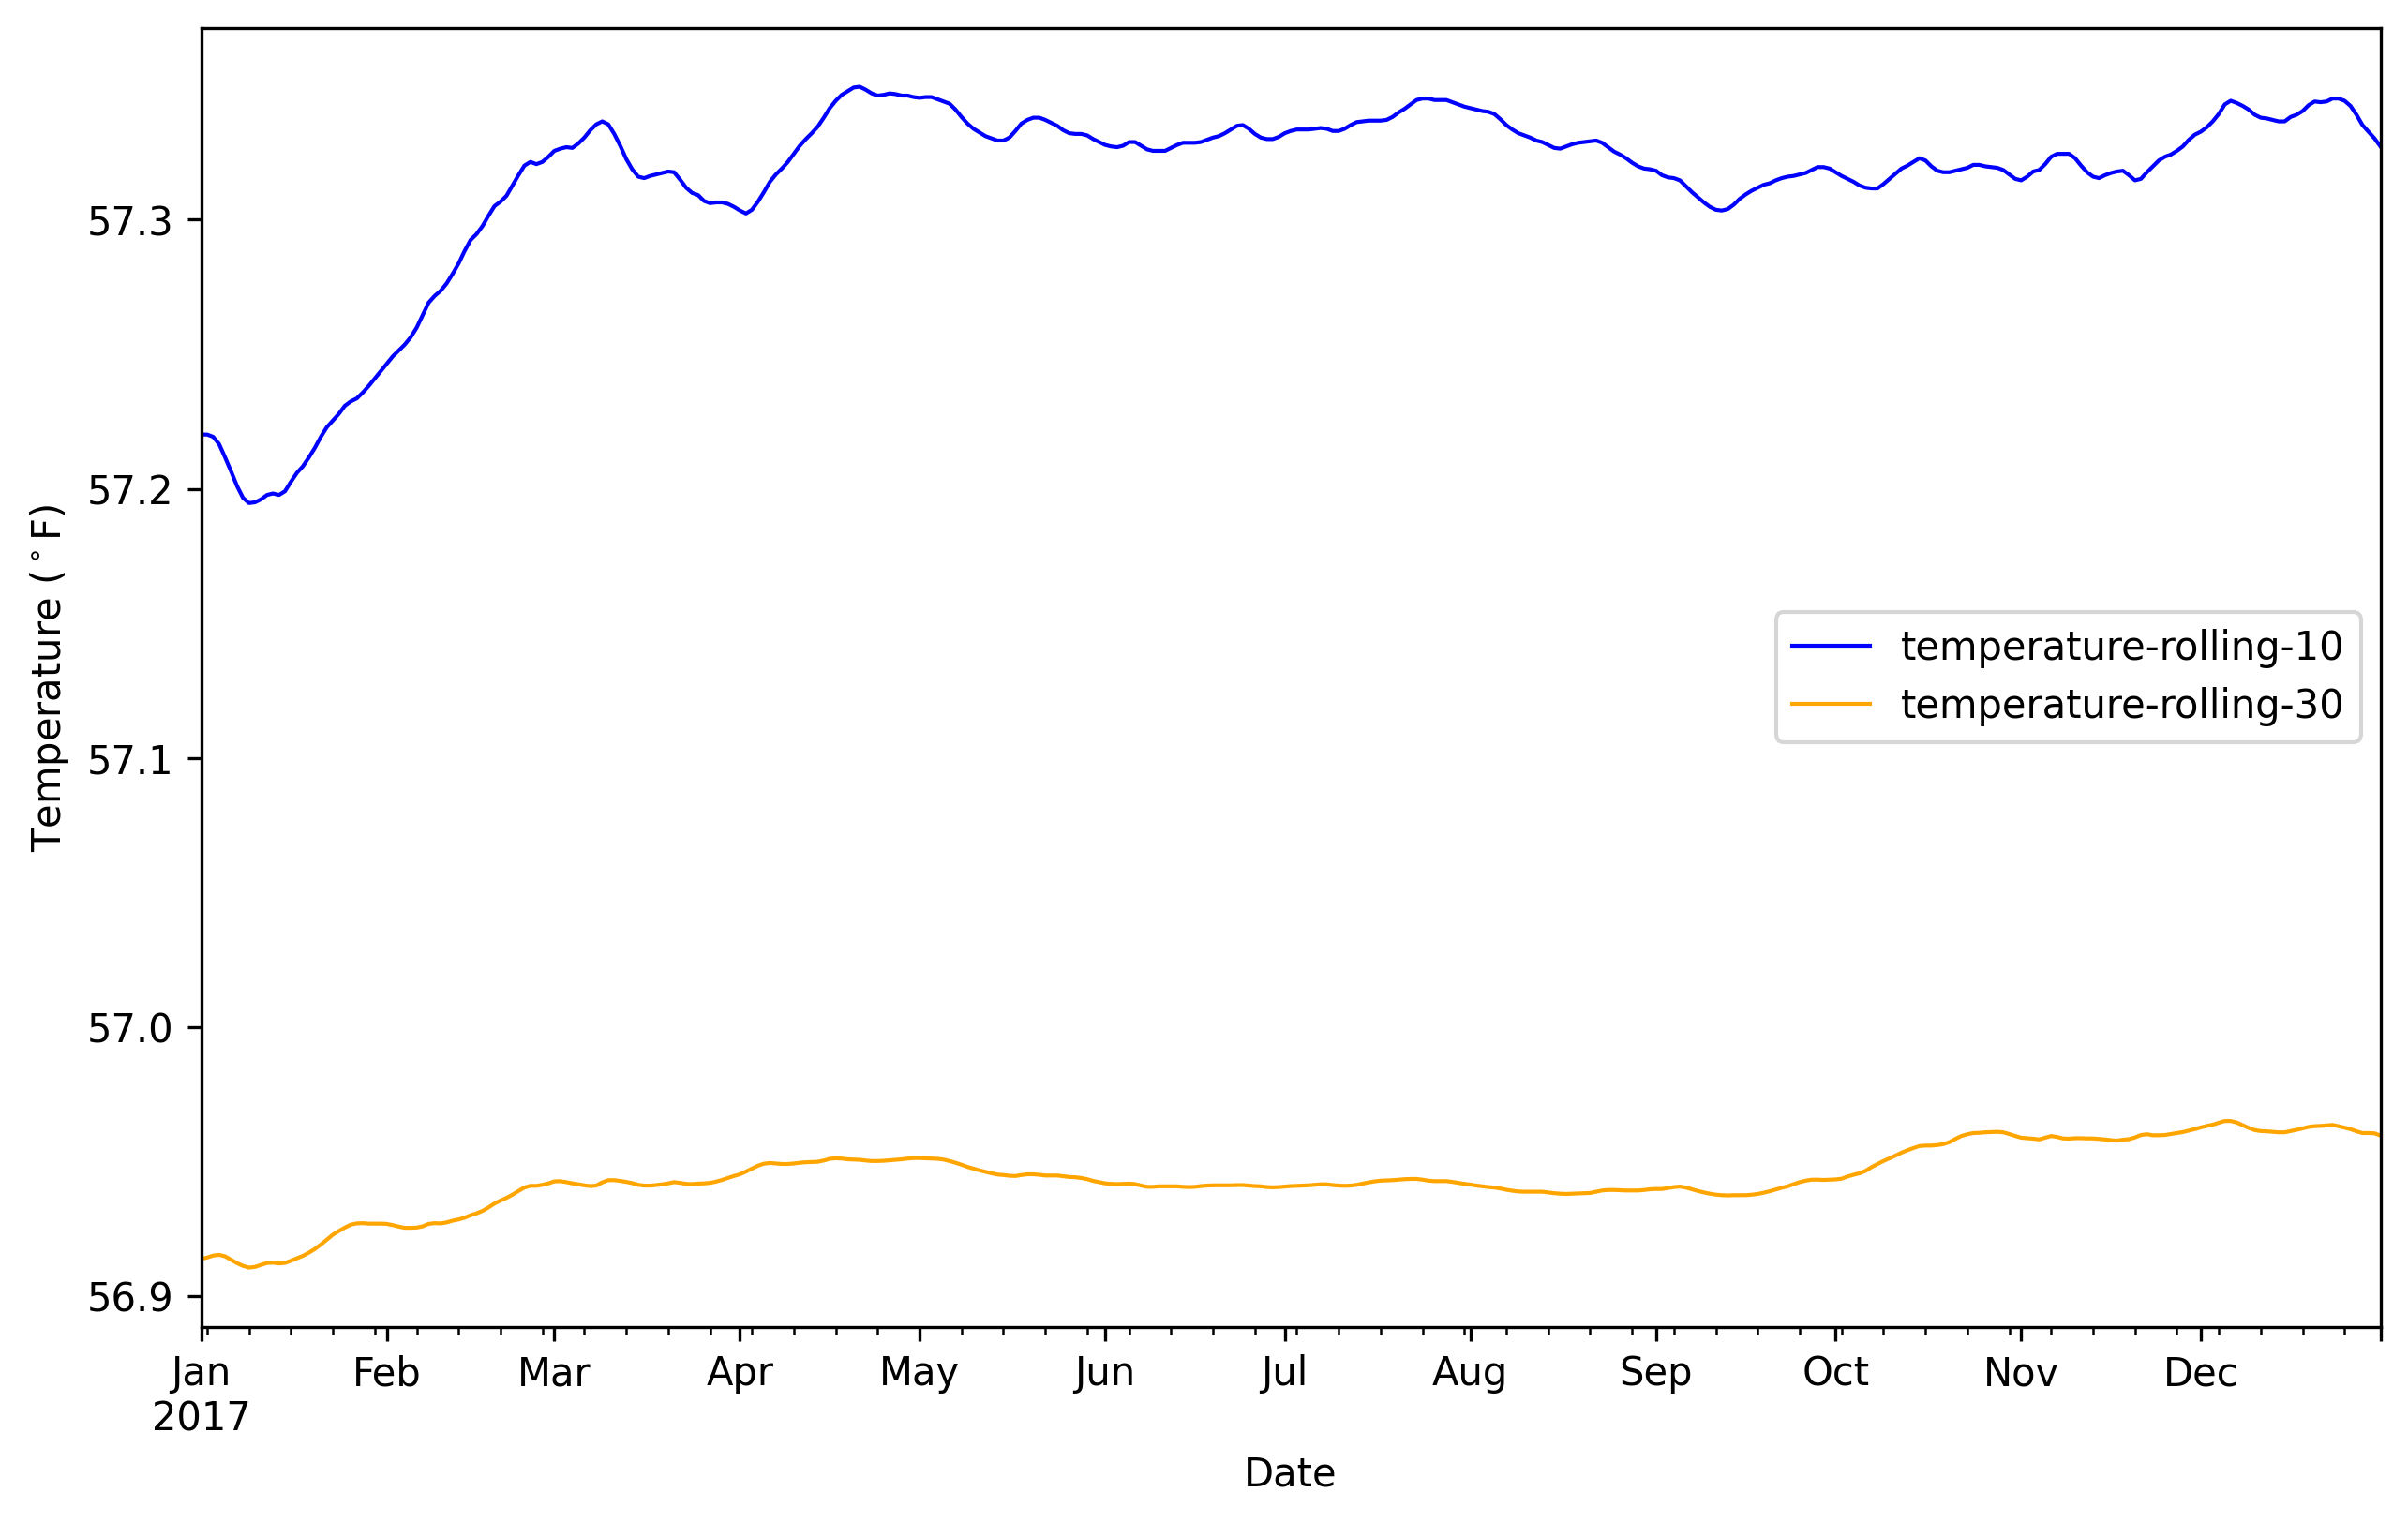 57.3
57.2
57.1
57.0
56.9
Temperature (°F)
temperature-rolling-10
temperature-rolling-30
Jan Feb Mar Apr May Jun Jul Aug Sep Oct Nov Dec
2017
Date